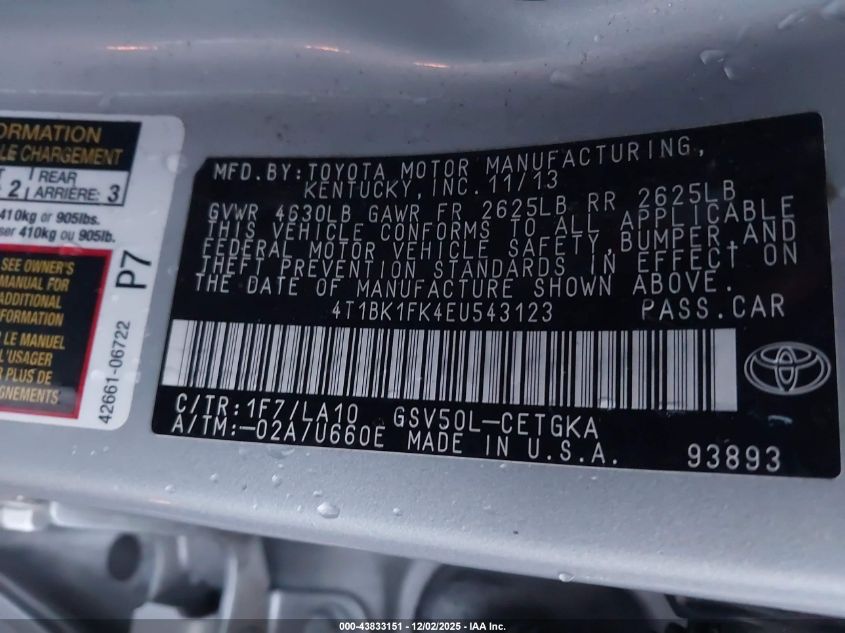 ORMATION
LE CHARGEMENT
2 REAR
ARRIÈRE: 3
410kg or 905lbs.
ser 410kg ou 905lb.
SEE OWNER'S
MANUAL FOR
ADDITIONAL
FORMATION
LE MANUEL
L'USAGER
R PLUS DE
IGNEMENTS
P7
42661-06722
MFD.BY:TOYOTA MOTOR MANUFACTURING,
KENTUCKY,INC.11/13
GVWR 4630LB GAWR FR 2625LB RR 2625LB
THIS VEHICLE CONFORMS TO ALL APPLICABLE
FEDERAL MOTOR VEHICLE SAFETY,BUMPER,AND
THEFT PREVENTION STANDARDS IN EFFECT ON
THE DATE OF MANUFACTURE SHOWN ABOVE.
4T1BK1FK4EU543123 PASS.CAR
C/TR:1F7/LA10 GSV50L-CETGKA
A/TM:-02A/U660E MADE IN U.S.A. 93893
000-43833151 - 12/02/2025 - IAA Inc.